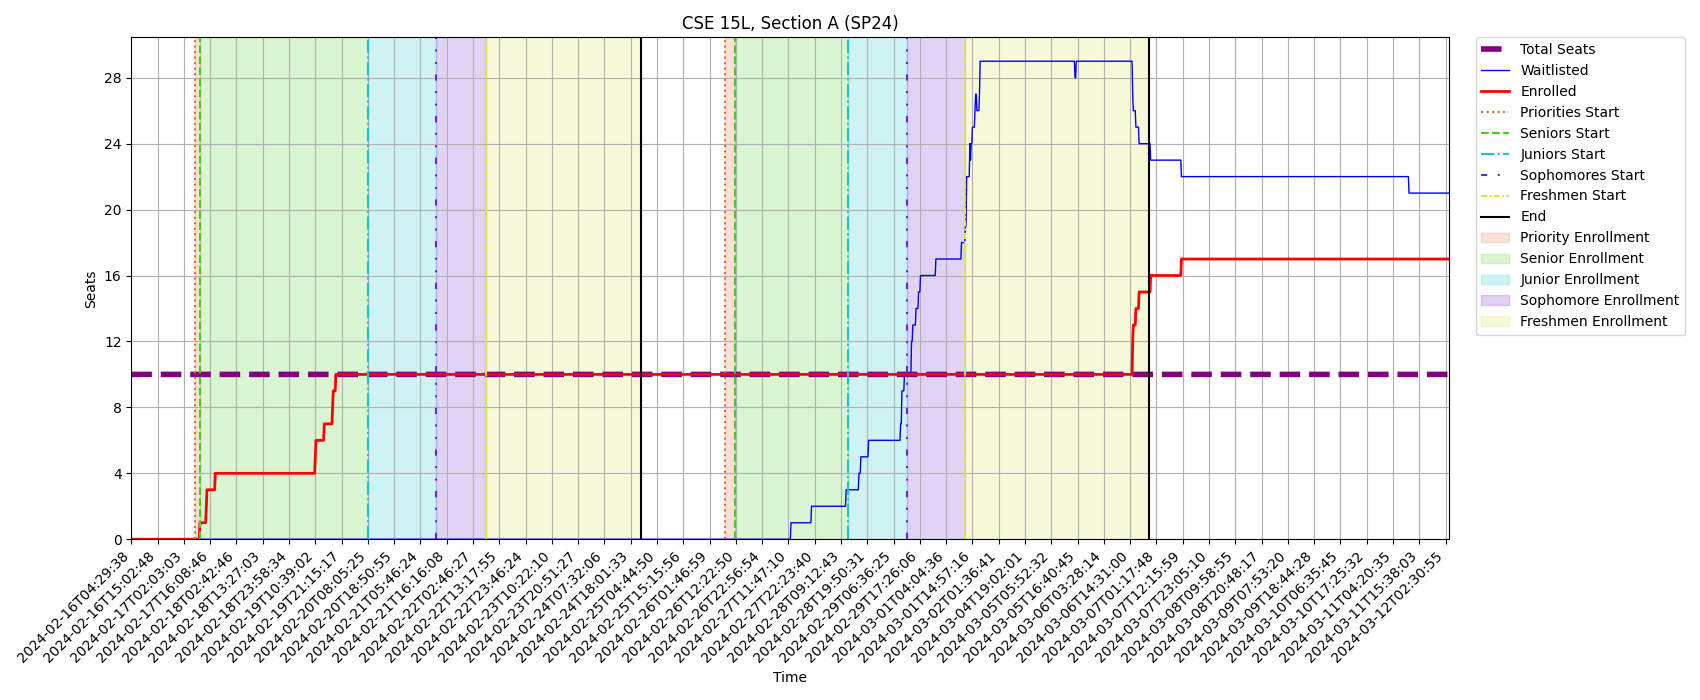 CSE 15L, Section A (SP24)
Seats
28
24
20
16
12
8
4
0
Total Seats
Waitlisted
Enrolled
Priorities Start
Seniors Start
Juniors Start
Sophomores Start
Freshmen Start
End
Priority Enrollment
Senior Enrollment
Junior Enrollment
Sophomore Enrollment
Freshmen Enrollment
2024-02-16T04:29:38
2024-02-16T15:02:48
2024-02-17T02:03:03
2024-02-17T16:08:46
2024-02-18T02:42:46
2024-02-18T13:27:03
2024-02-18T23:58:34
2024-02-19T10:39:02
2024-02-19T21:15:17
2024-02-20T08:05:25
2024-02-20T18:50:55
2024-02-21T05:46:24
2024-02-21T16:16:08
2024-02-22T02:46:27
2024-02-22T13:17:55
2024-02-22T23:46:24
2024-02-23T10:22:10
2024-02-23T20:51:27
2024-02-24T07:32:06
2024-02-24T18:01:33
2024-02-25T04:44:50
2024-02-25T15:15:56
2024-02-26T01:46:59
2024-02-26T12:22:50
2024-02-26T22:56:54
2024-02-27T11:47:10
2024-02-27T22:23:40
2024-02-28T09:12:43
2024-02-28T19:50:31
2024-02-29T06:36:25
2024-02-29T17:26:06
2024-03-01T04:04:36
2024-03-01T14:57:16
2024-03-02T01:36:41
2024-03-04T19:02:01
2024-03-05T05:52:32
2024-03-05T16:40:45
2024-03-06T03:28:14
2024-03-06T14:31:00
2024-03-07T01:17:48
2024-03-07T12:15:59
2024-03-07T23:05:10
2024-03-08T09:58:55
2024-03-08T20:48:17
2024-03-09T07:53:20
2024-03-09T18:44:28
2024-03-10T06:35:45
2024-03-10T17:25:32
2024-03-11T04:20:35
2024-03-11T15:38:03
2024-03-12T02:30:55
Time